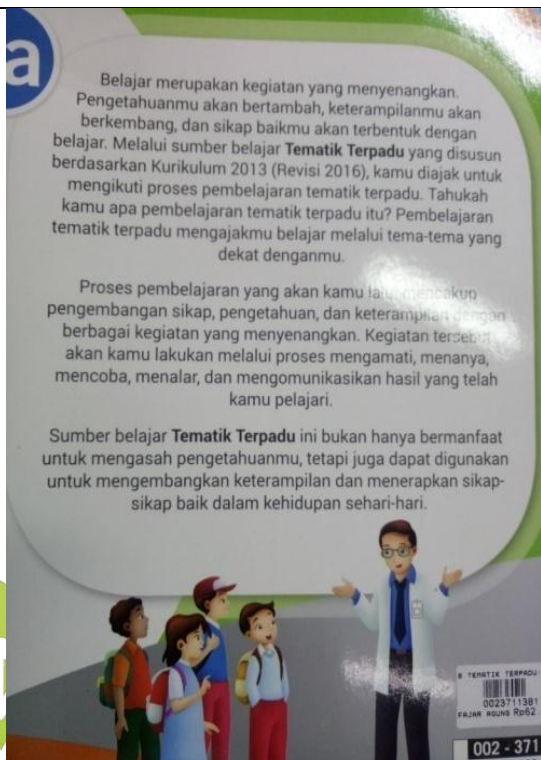 a
Belajar merupakan kegiatan yang menyenangkan.
Pengetahuanmu akan bertambah, keterampilanmu akan
berkembang, dan sikap baikmu akan terbentuk dengan
belajar. Melalui sumber belajar Tematik Terpadu yang disusun
berdasarkan Kurikulum 2013 (Revisi 2016), kamu diajak untuk
mengikuti proses pembelajaran tematik terpadu. Tahukah
kamu apa pembelajaran tematik terpadu itu? Pembelajaran
tematik terpadu mengajakmu belajar melalui tema-tema yang
dekat denganmu.
Proses pembelajaran yang akan kamu lalui mencakup
pengembangan sikap, pengetahuan, dan keterampilan dengan
berbagai kegiatan yang menyenangkan. Kegiatan tersebut
akan kamu lakukan melalui proses mengamati, menanya,
mencoba, menalar, dan mengomunikasikan hasil yang telah
kamu pelajari.
Sumber belajar Tematik Terpadu ini bukan hanya bermanfaat
untuk mengasah pengetahuanmu, tetapi juga dapat digunakan
untuk mengembangkan keterampilan dan menerapkan sikap-
sikap baik dalam kehidupan sehari-hari.
TEMATIK TERPADU
0023711381
FAJAR AGUNG Rp62
002 - 371